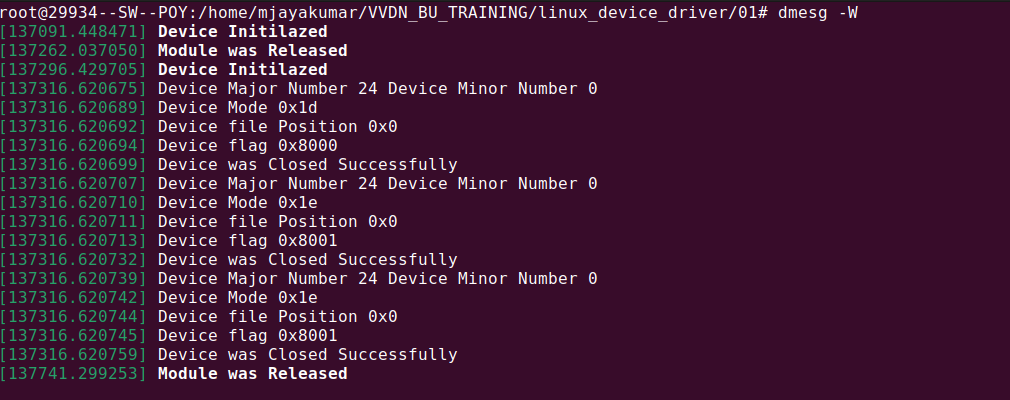 root@29934--SW--POY:/home/mjayakumar/VVDN_BU_TRAINING/linux_device_driver/01# dmesg -W
[137091.448471] Device Initilazed
[137262.037050] Module was Released
[137296.429705] Device Initilazed
[137316.620675] Device Major Number 24 Device Minor Number 0
[137316.620689] Device Mode 0x1d
[137316.620692] Device file Position 0x0
[137316.620694] Device flag 0x8000
[137316.620699] Device was Closed Successfully
[137316.620707] Device Major Number 24 Device Minor Number 0
[137316.620710] Device Mode 0x1e
[137316.620711] Device file Position 0x0
[137316.620713] Device flag 0x8001
[137316.620732] Device was Closed Successfully
[137316.620739] Device Major Number 24 Device Minor Number 0
[137316.620742] Device Mode 0x1e
[137316.620744] Device file Position 0x0
[137316.620745] Device flag 0x8001
[137316.620759] Device was Closed Successfully
[137741.299253] Module was Released